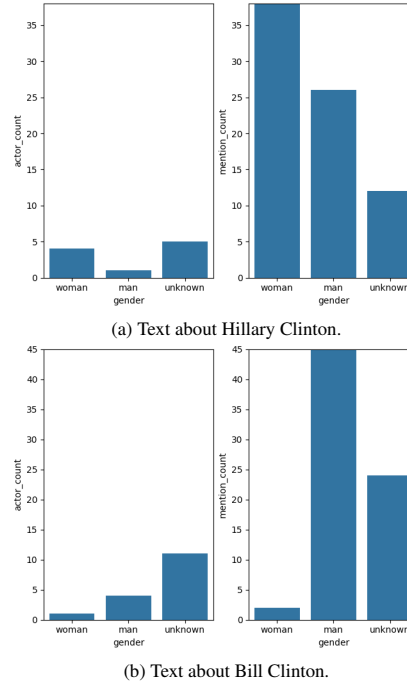 35
30
25
20
15
10
5
0
actor_count
woman man unknown
gender
35
30
25
20
15
10
5
0
mention_count
woman man unknown
gender
(a) Text about Hillary Clinton.
45
40
35
30
25
20
15
10
5
0
actor_count
woman man unknown
gender
45
40
35
30
25
20
15
10
5
0
mention_count
woman man unknown
gender
(b) Text about Bill Clinton.